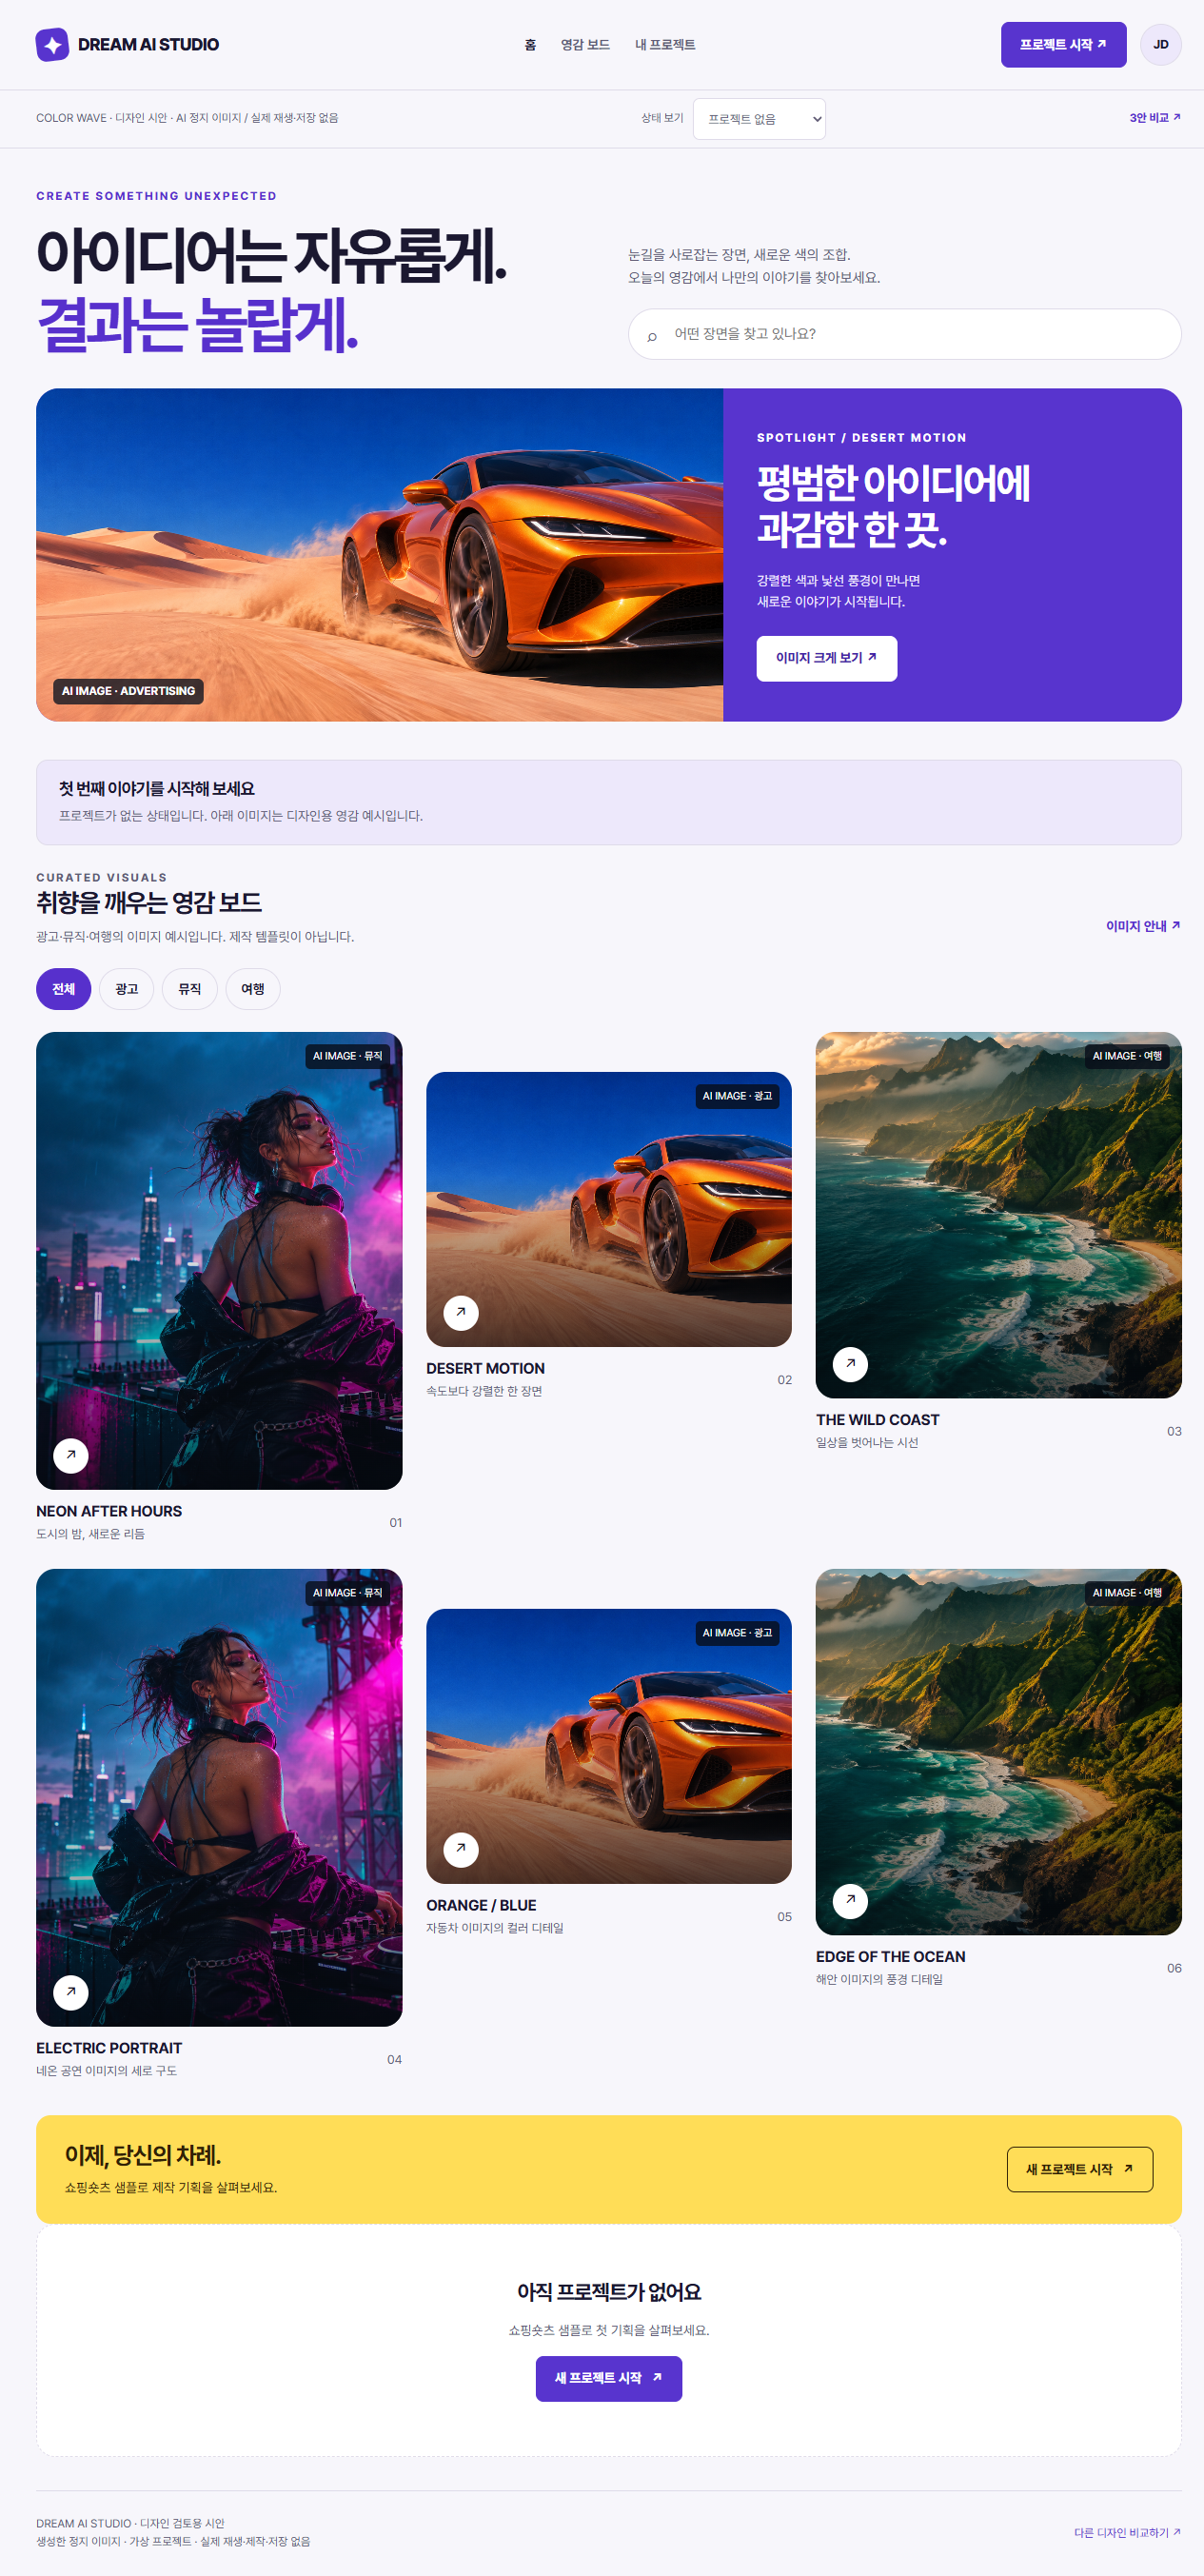 DREAM AI STUDIO
홈 영감 보드 내 프로젝트
프로젝트 시작 ↗
JD
COLOR WAVE · 디자인 시안 · AI 정지 이미지 / 실제 재생·저장 없음
상태 보기
프로젝트 없음
3안 비교 ↗
CREATE SOMETHING UNEXPECTED
아이디어는 자유롭게.
결과는 놀랍게.
눈길을 사로잡는 장면, 새로운 색의 조합.
오늘의 영감에서 나만의 이야기를 찾아보세요.
어떤 장면을 찾고 있나요?
AI IMAGE · ADVERTISING
SPOTLIGHT / DESERT MOTION
평범한 아이디어에
과감한 한 끗.
강렬한 색과 낯선 풍경이 만나면
새로운 이야기가 시작됩니다.
이미지 크게 보기 ↗
첫 번째 이야기를 시작해 보세요
프로젝트가 없는 상태입니다. 아래 이미지는 디자인용 영감 예시입니다.
CURATED VISUALS
취향을 깨우는 영감 보드
광고·뮤직·여행의 이미지 예시입니다. 제작 템플릿이 아닙니다.
이미지 안내 ↗
전체 광고 뮤직 여행
AI IMAGE · 뮤직
↗
NEON AFTER HOURS
도시의 밤, 새로운 리듬
01
AI IMAGE · 광고
↗
DESERT MOTION
속도보다 강렬한 한 장면
02
AI IMAGE · 여행
↗
THE WILD COAST
일상을 벗어나는 시선
03
AI IMAGE · 뮤직
↗
ELECTRIC PORTRAIT
네온 공연 이미지의 세로 구도
04
AI IMAGE · 광고
↗
ORANGE / BLUE
자동차 이미지의 컬러 디테일
05
AI IMAGE · 여행
↗
EDGE OF THE OCEAN
해안 이미지의 풍경 디테일
06
이제, 당신의 차례.
쇼핑숏츠 샘플로 제작 기획을 살펴보세요.
새 프로젝트 시작 ↗
아직 프로젝트가 없어요
쇼핑숏츠 샘플로 첫 기획을 살펴보세요.
새 프로젝트 시작 ↗
DREAM AI STUDIO · 디자인 검토용 시안
생성한 정지 이미지 · 가상 프로젝트 · 실제 재생·제작·저장 없음
다른 디자인 비교하기 ↗